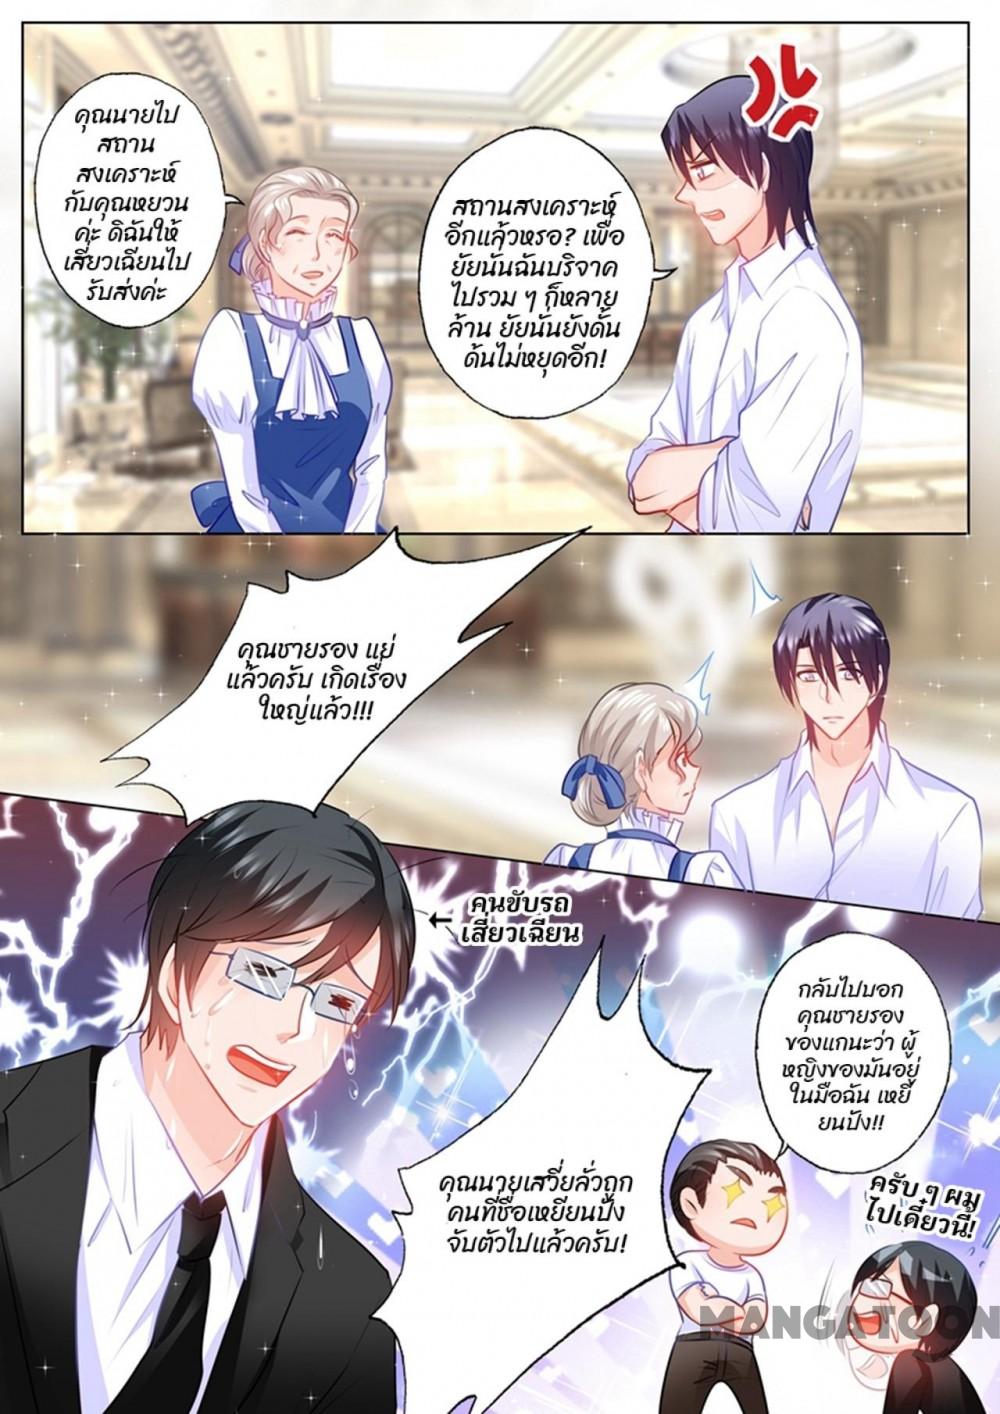 คุณนายไป
สถาน
สงเคราะห์
กับคุณหยวน
ค่ะ ดิฉันให้
เสี่ยวเฉียนไป
รับส่งค่ะ
สถานสงเคราะห์
อีกแล้วหรอ? เพื่อ
ยัยนั่นฉันบริจาค
ไปรวม ๆ ก็หลาย
ล้าน ยัยนั่นยังดั้น
ด้นไม่หยุดอีก!
คุณชายรอง แย่
แล้วครับ เกิดเรื่อง
ใหญ่แล้ว!!!
←คนขับรถ
เสี่ยวเฉียน
กลับไปบอก
คุณชายรอง
ของแกนะว่า ผู้
หญิงของมันอยู่
ในมือฉัน เหยี
ยนปัง!!
ครับ ๆ ผม
ไปเดี๋ยวนี้!
คุณนายเสวี่ยลั่วถูก
คนที่ชื่อเหยียนปัง
จับตัวไปแล้วครับ!
MANGATOON